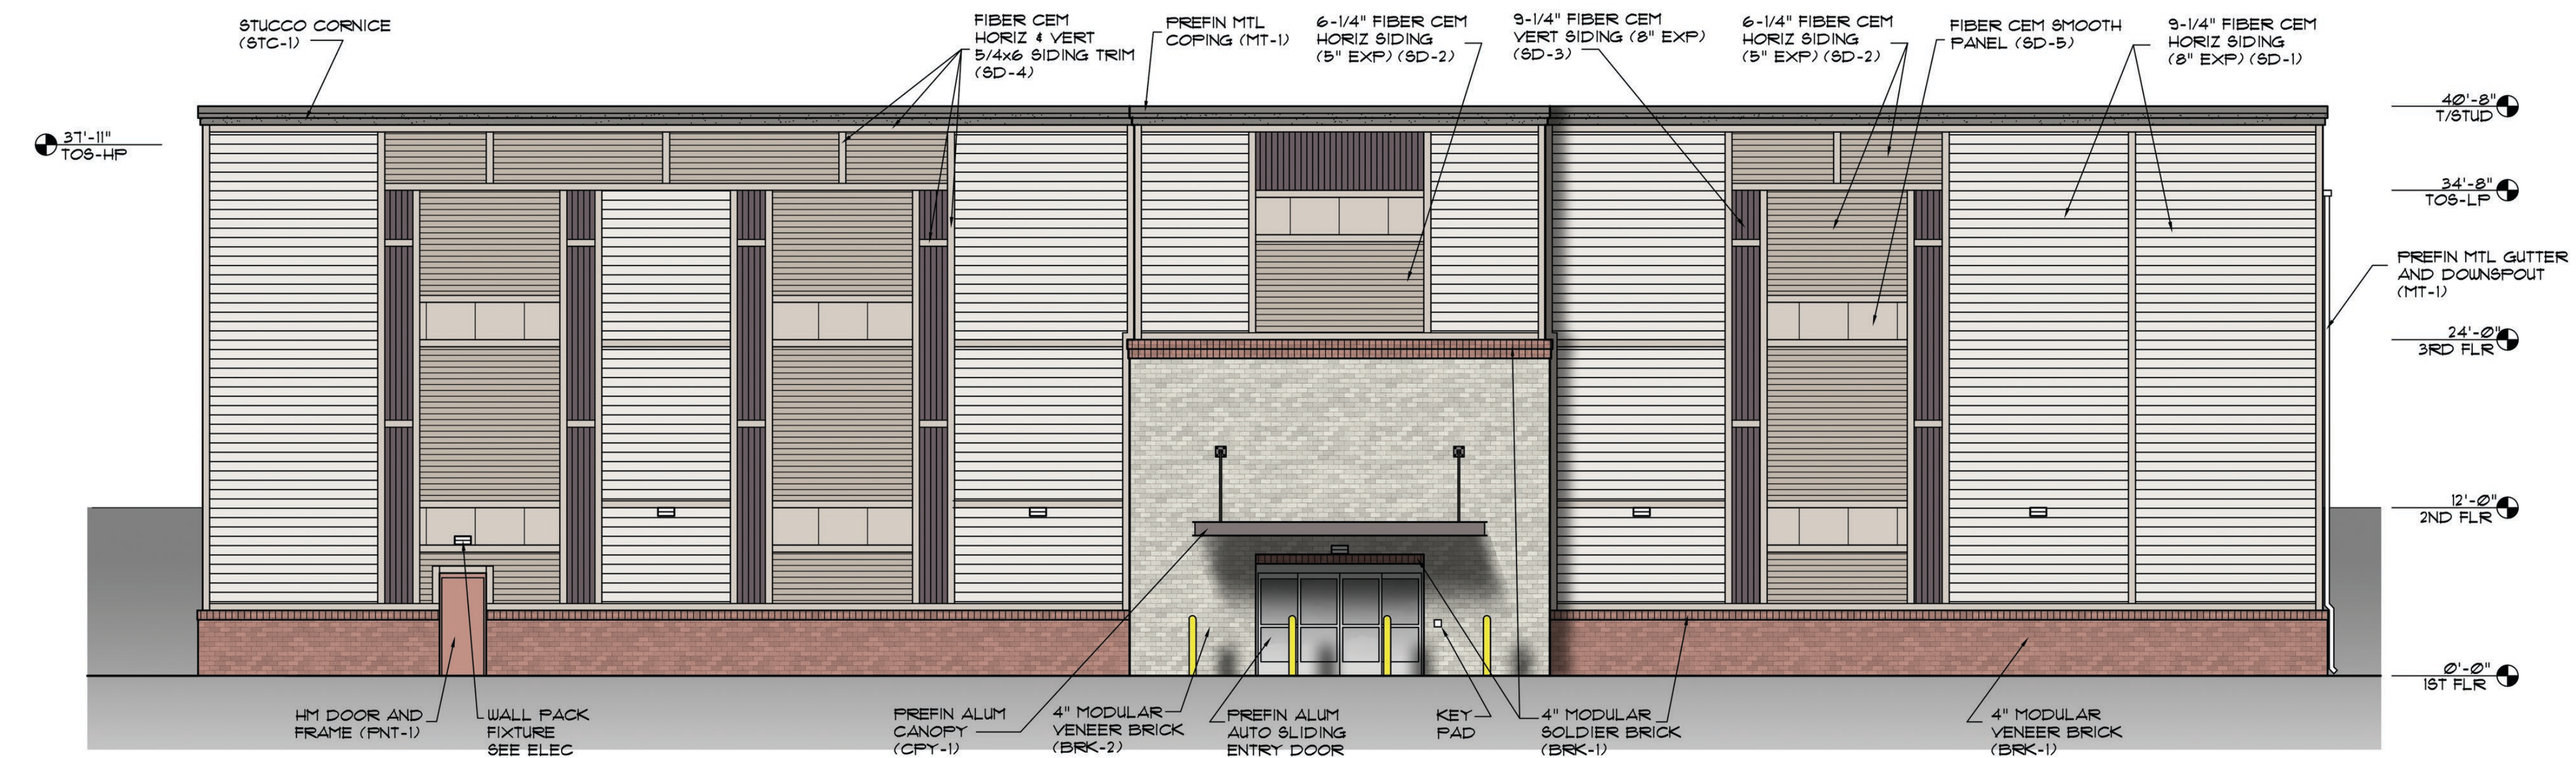 STUCCO CORNICE
(STC-1)
FIBER CEM
HORIZ & VERT
5/4x6 SIDING TRIM
(SD-4)
PREFIN MTL
COPING (MT-1)
6-1/4" FIBER CEM
HORIZ SIDING
(5" EXP) (SD-2)
9-1/4" FIBER CEM
VERT SIDING (8" EXP)
(SD-3)
6-1/4" FIBER CEM
HORIZ SIDING
(5" EXP) (SD-2)
FIBER CEM SMOOTH
PANEL (SD-5)
9-1/4" FIBER CEM
HORIZ SIDING
(8" EXP) (SD-1)
37'-11"
TOS-HP
40'-8"
T/STUD
34'-8"
TOS-LP
PREFIN MTL GUTTER
AND DOWNSPOUT
(MT-1)
24'-0"
3RD FLR
12'-0"
2ND FLR
0'-0"
1ST FLR
HM DOOR AND
FRAME (PNT-1)
WALL PACK
FIXTURE
SEE ELEC
PREFIN ALUM
CANOPY
(CPY-1)
4" MODULAR
VENEER BRICK
(BRK-2)
PREFIN ALUM
AUTO SLIDING
ENTRY DOOR
KEY
PAD
4" MODULAR
SOLDIER BRICK
(BRK-1)
4" MODULAR
VENEER BRICK
(BRK-1)